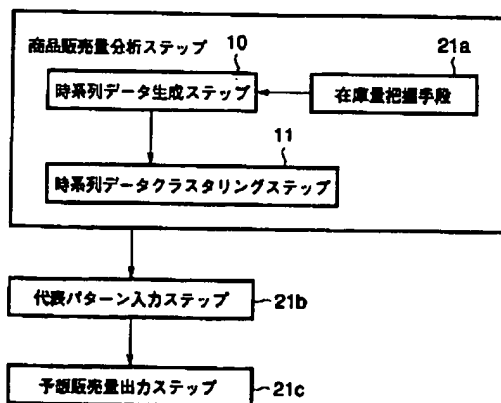 商品販売量分析ステップ
10
21a
時系列データ生成ステップ
在庫量把握手段
11
時系列データクラスタリングステップ
代表パターン入力ステップ
21b
予想販売量出力ステップ
21c